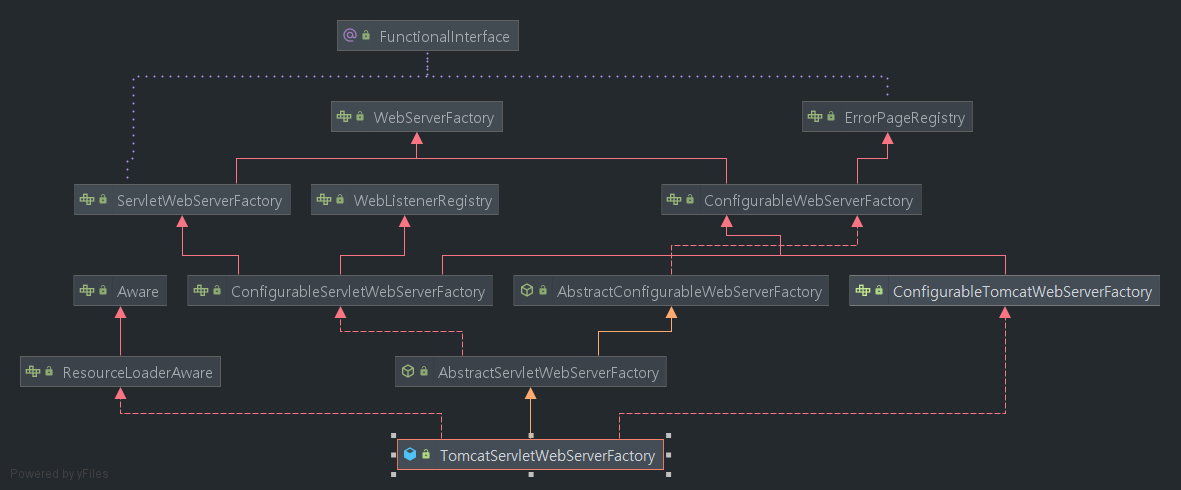 FunctionalInterface
WebServerFactory
ErrorPageRegistry
ServletWebServerFactory
WebListenerRegistry
ConfigurableWebServerFactory
Aware
ConfigurableServletWebServerFactory
AbstractConfigurableWebServerFactory
ConfigurableTomcatWebServerFactory
ResourceLoaderAware
AbstractServletWebServerFactory
TomcatServletWebServerFactory
Powered by yFiles